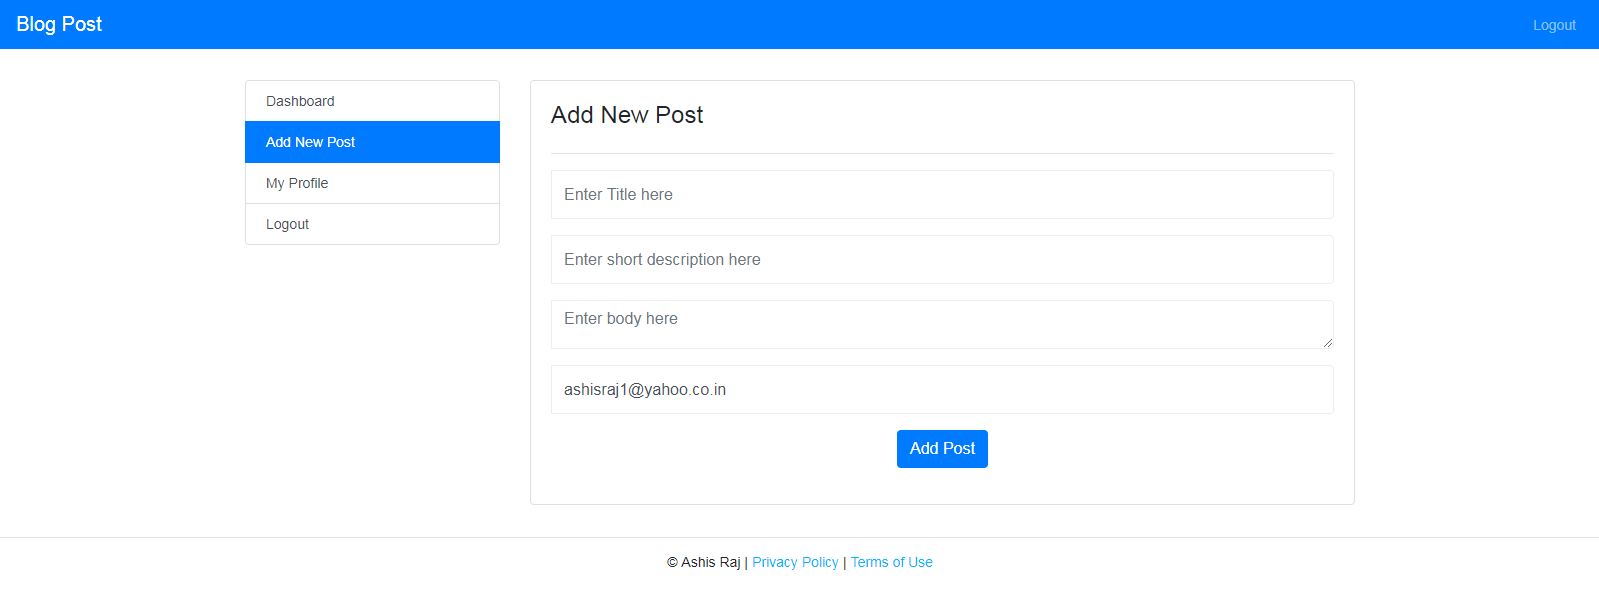 Blog Post
Logout
Dashboard
Add New Post
My Profile
Logout
Add New Post
Enter Title here
Enter short description here
Enter body here
ashisraj1@yahoo.co.in
Add Post
© Ashis Raj | Privacy Policy | Terms of Use